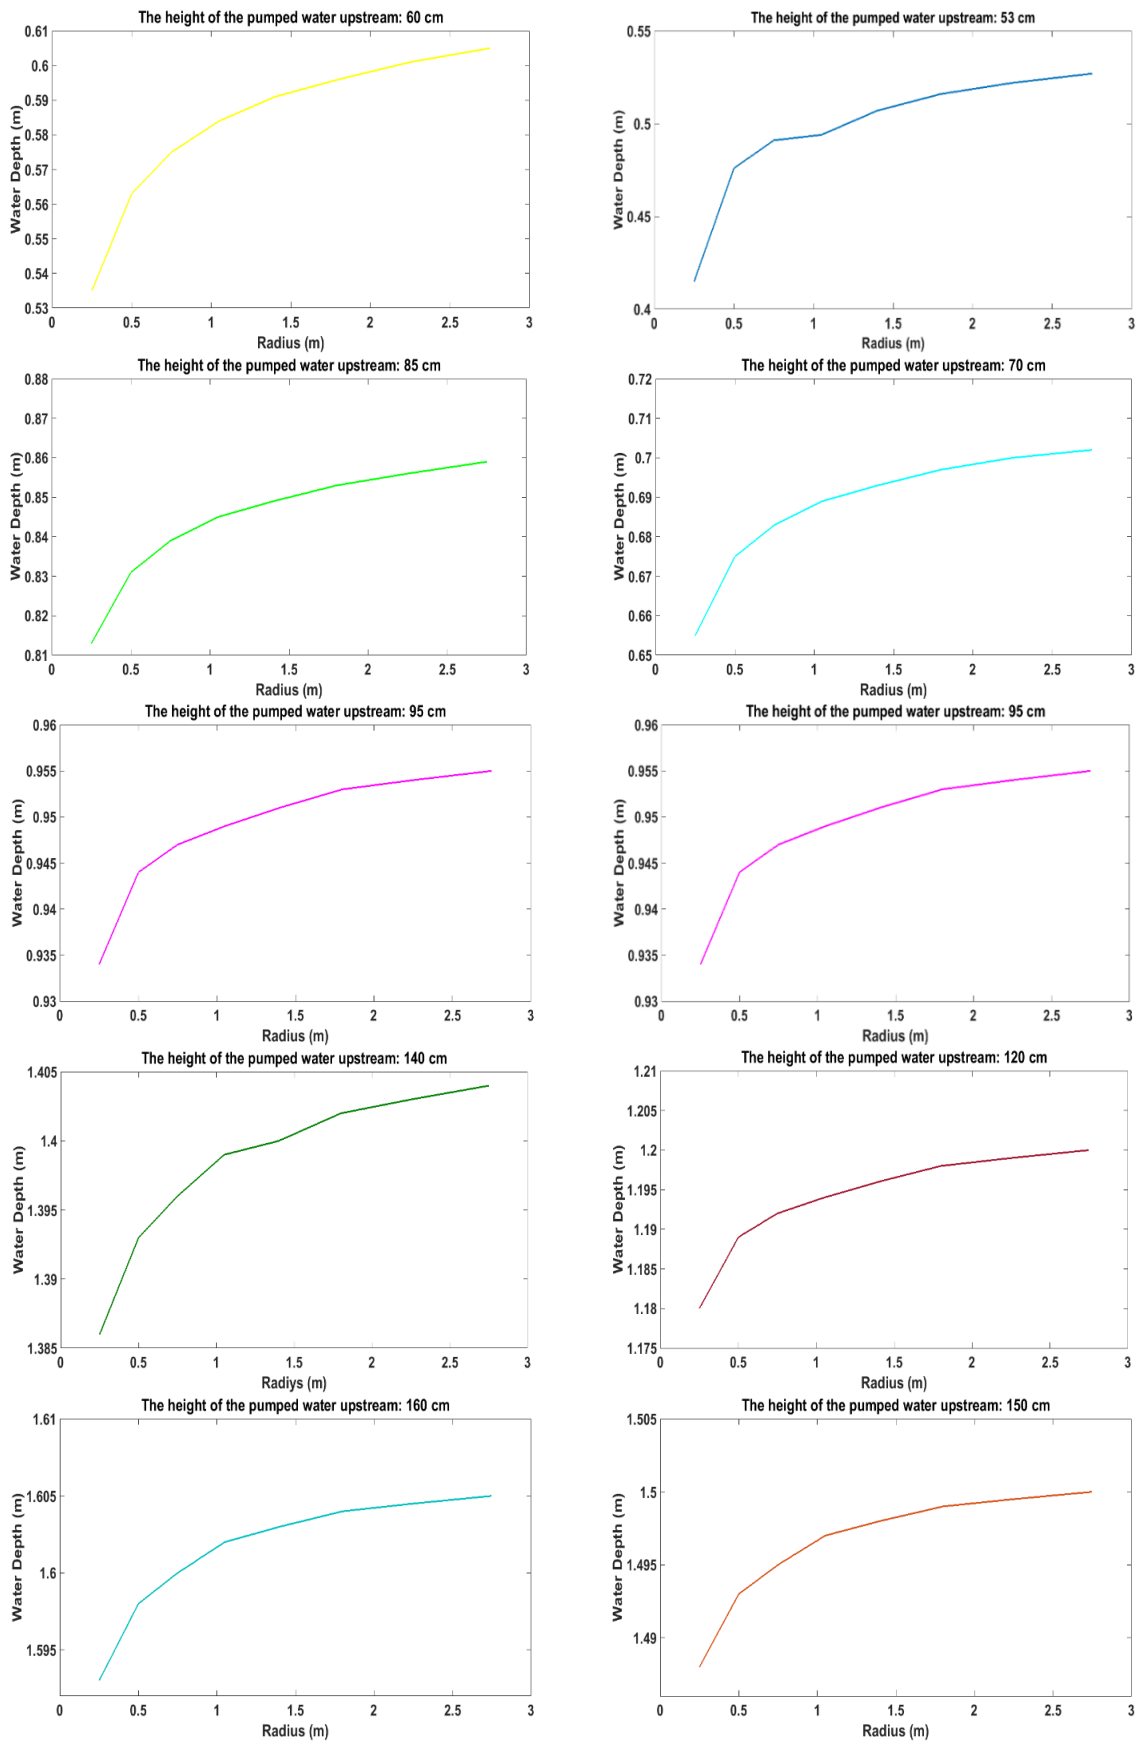 The height of the pumped water upstream: 60 cm
0.61
0.6
0.59
0.58
0.57
0.56
0.55
0.54
0.53
Water Depth (m)
0 0.5 1 1.5 2 2.5 3
Radius (m)
The height of the pumped water upstream: 53 cm
0.55
0.5
0.45
0.4
Water Depth (m)
0 0.5 1 1.5 2 2.5 3
Radius (m)
The height of the pumped water upstream: 85 cm
0.88
0.87
0.86
0.85
0.84
0.83
0.82
0.81
Water Depth (m)
0 0.5 1 1.5 2 2.5 3
Radius (m)
The height of the pumped water upstream: 70 cm
0.72
0.71
0.7
0.69
0.68
0.67
0.66
0.65
Water Depth (m)
0 0.5 1 1.5 2 2.5 3
Radius (m)
The height of the pumped water upstream: 95 cm
0.96
0.955
0.95
0.945
0.94
0.935
0.93
Water Depth (m)
0 0.5 1 1.5 2 2.5 3
Radius (m)
The height of the pumped water upstream: 95 cm
0.96
0.955
0.95
0.945
0.94
0.935
0.93
Water Depth (m)
0 0.5 1 1.5 2 2.5 3
Radius (m)
The height of the pumped water upstream: 140 cm
1.405
1.4
1.395
1.39
1.385
Water Depth (m)
0 0.5 1 1.5 2 2.5 3
Radiys (m)
The height of the pumped water upstream: 120 cm
1.21
1.205
1.2
1.195
1.19
1.185
1.18
1.175
Water Depth (m)
0 0.5 1 1.5 2 2.5 3
Radius (m)
The height of the pumped water upstream: 160 cm
1.61
1.605
1.6
1.595
Water Depth (m)
0 0.5 1 1.5 2 2.5 3
Radius (m)
The height of the pumped water upstream: 150 cm
1.505
1.5
1.495
1.49
Water Depth (m)
0 0.5 1 1.5 2 2.5 3
Radius (m)